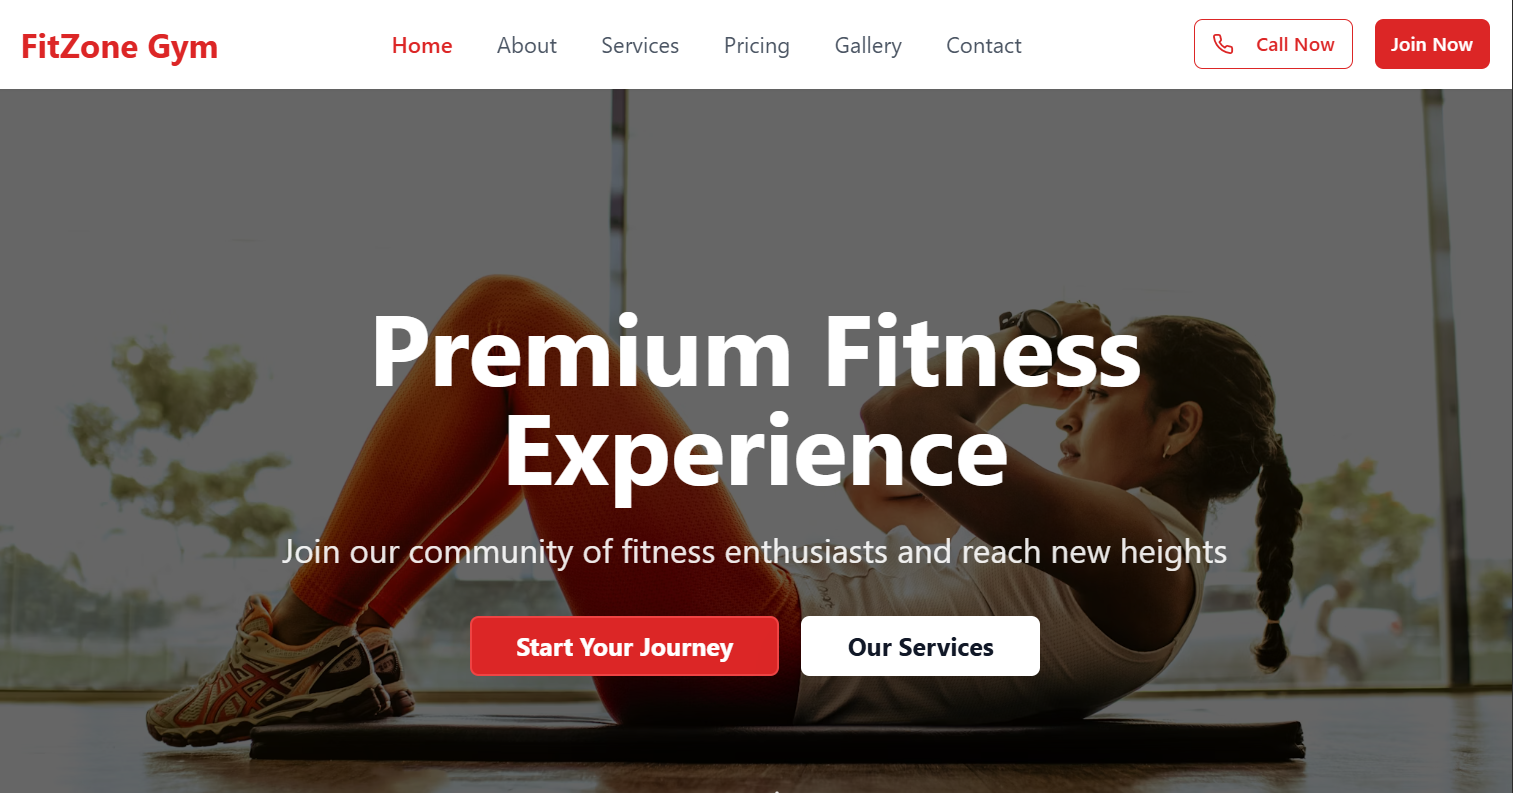 FitZone Gym
Home
About
Services
Pricing
Gallery
Contact
Call Now
Join Now
Premium Fitness
Experience
Join our community of fitness enthusiasts and reach new heights
Start Your Journey
Our Services